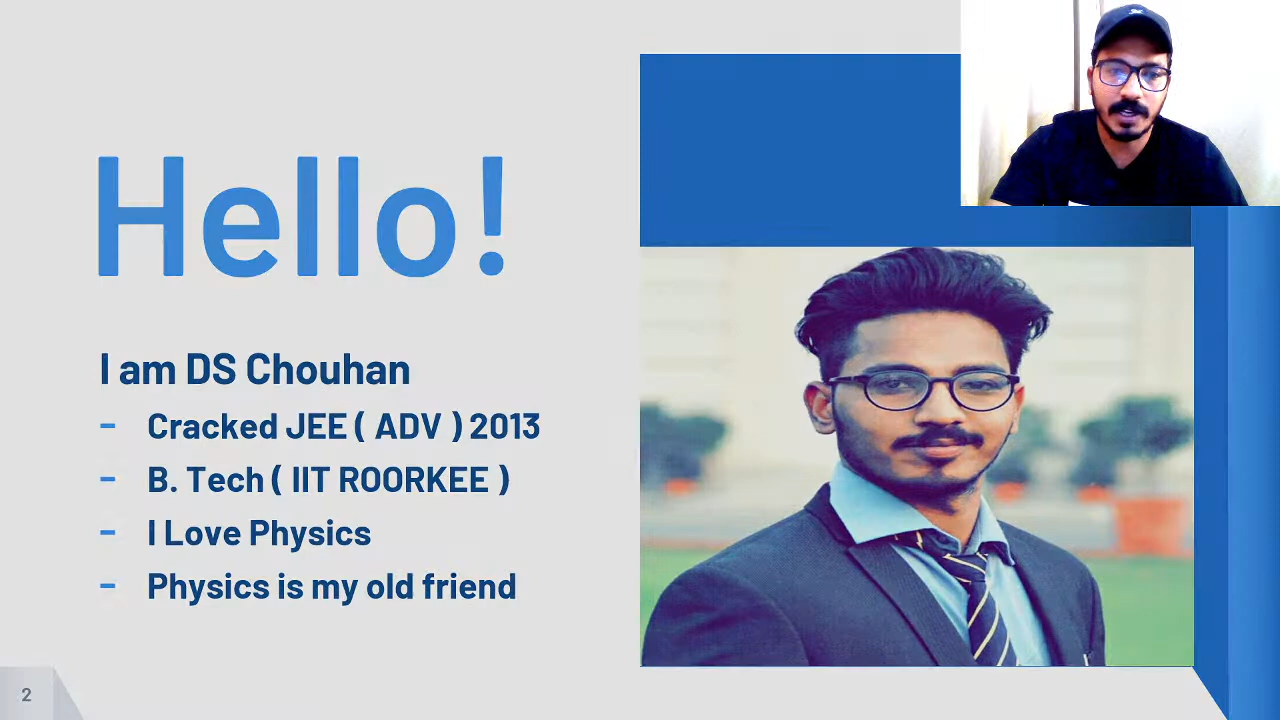 Hello!
I am DS Chouhan
- Cracked JEE ( ADV ) 2013
- B. Tech ( IIT ROORKEE )
- I Love Physics
- Physics is my old friend
2